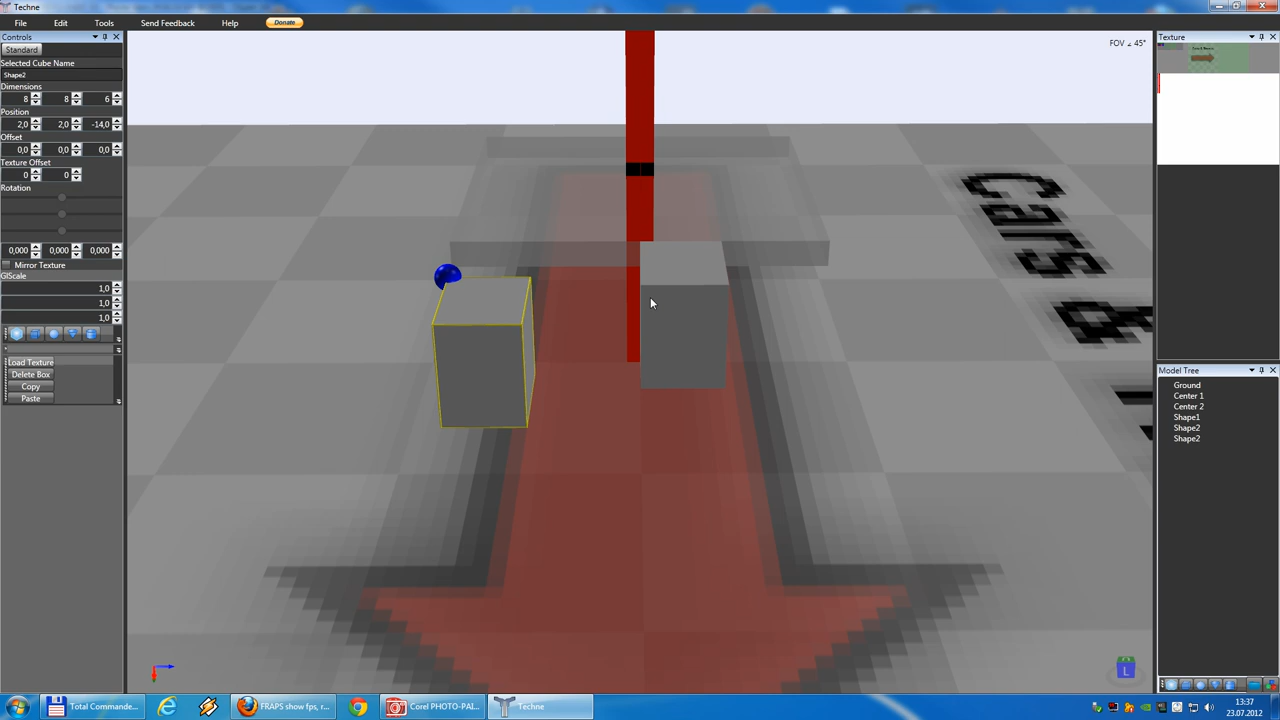 Techne
File Edit Tools Send Feedback Help Donate
Controls
Standard
Selected Cube Name
Shape2
Dimensions
8 8 6
Position
2,0 2,0 -14,0
Offset
0,0 0,0 0,0
Texture Offset
0 0
Rotation
0,000 0,000 0,000
Mirror Texture
GlScale
1,0
1,0
1,0
Load Texture
Delete Box
Copy
Paste
FOV ∠ 45°
Cars &
L
Texture
Model Tree
Ground
Center 1
Center 2
Shape1
Shape2
Shape2
Total Commande...
FRAPS show fps, r...
Corel PHOTO-PAI...
Techne
13:37
23.07.2012